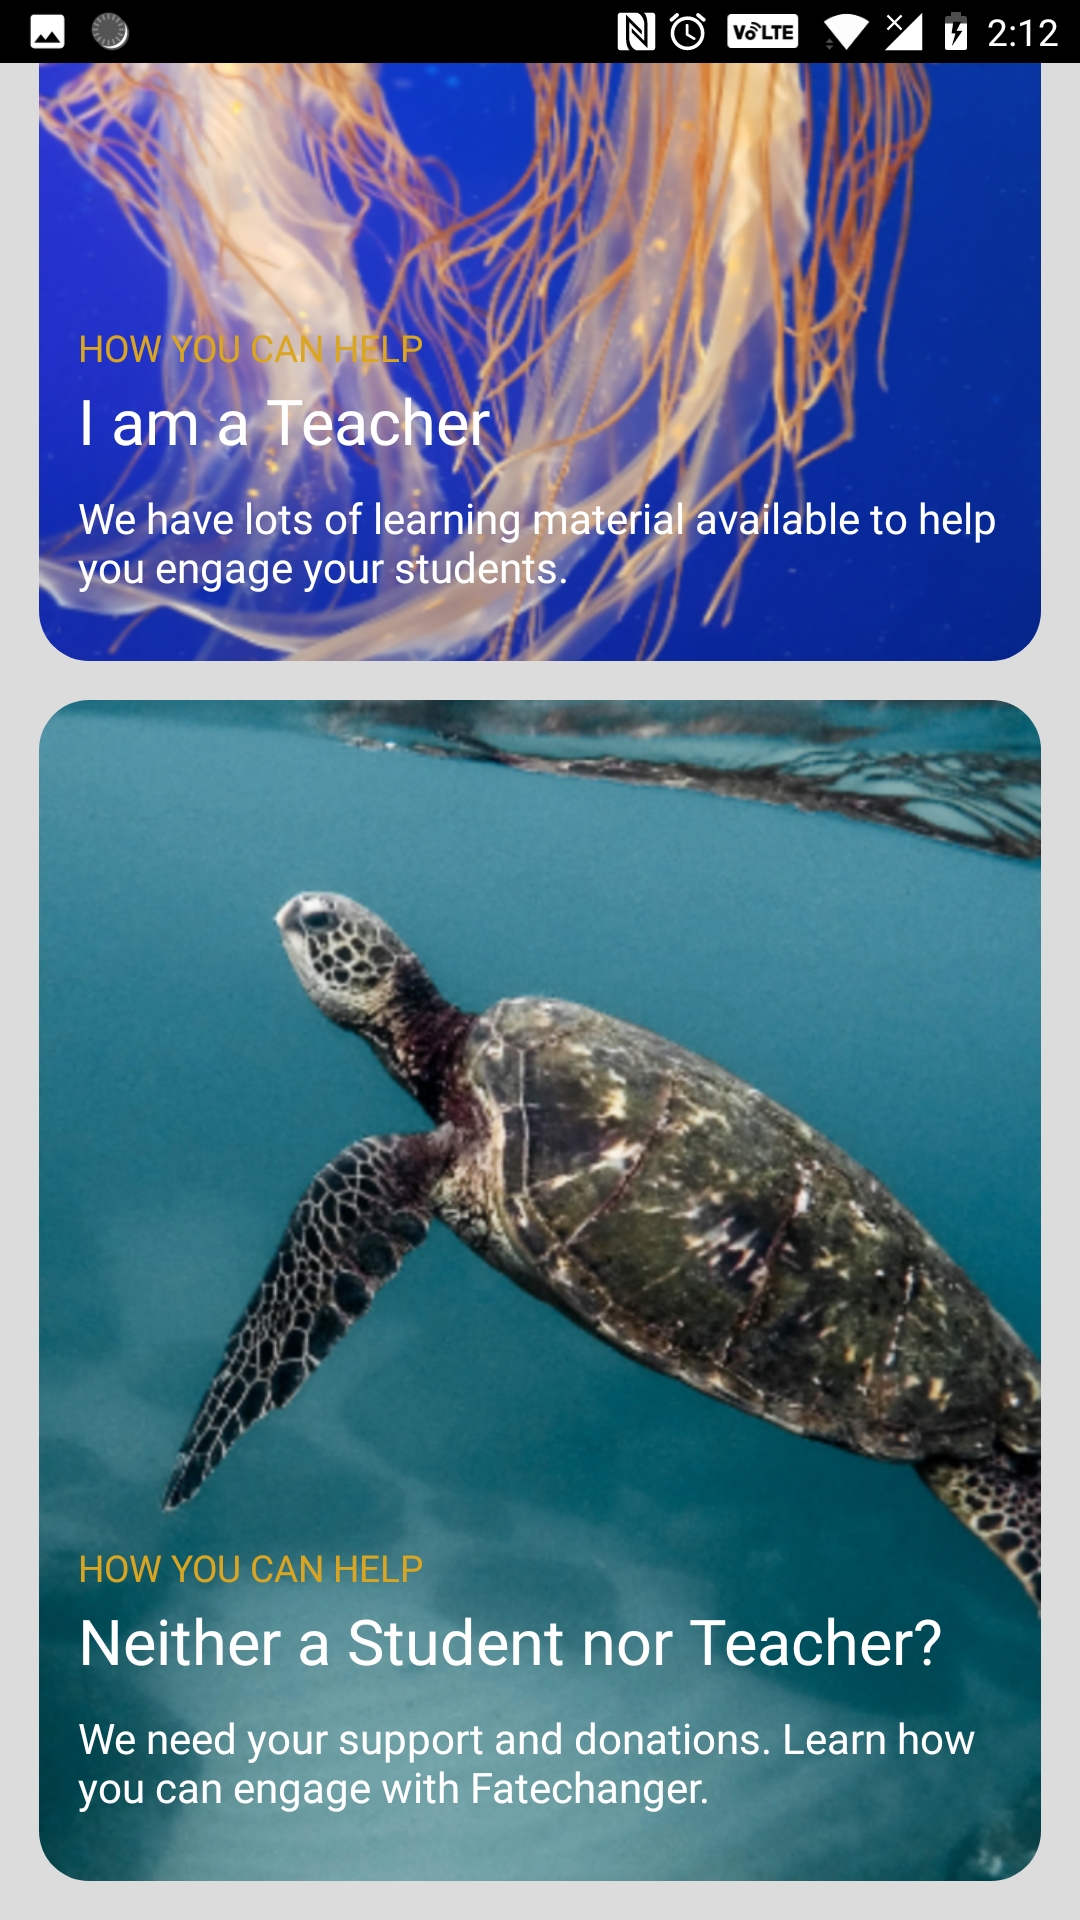 VoLTE 2:12
HOW YOU CAN HELP
I am a Teacher
We have lots of learning material available to help
you engage your students.
HOW YOU CAN HELP
Neither a Student nor Teacher?
We need your support and donations. Learn how
you can engage with Fatechanger.